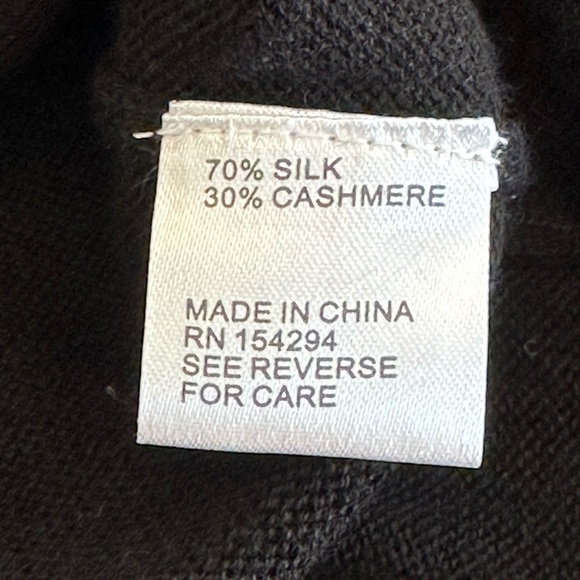 70% SILK
30% CASHMERE
MADE IN CHINA
RN 154294
SEE REVERSE
FOR CARE